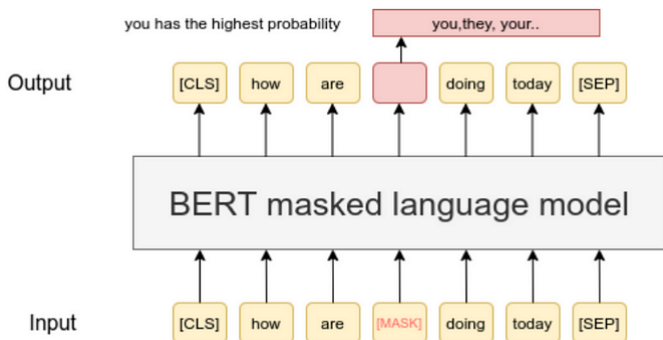 you has the highest probability you,they, your..
Output [CLS] how are doing today [SEP]
BERT masked language model
Input [CLS] how are [MASK] doing today [SEP]